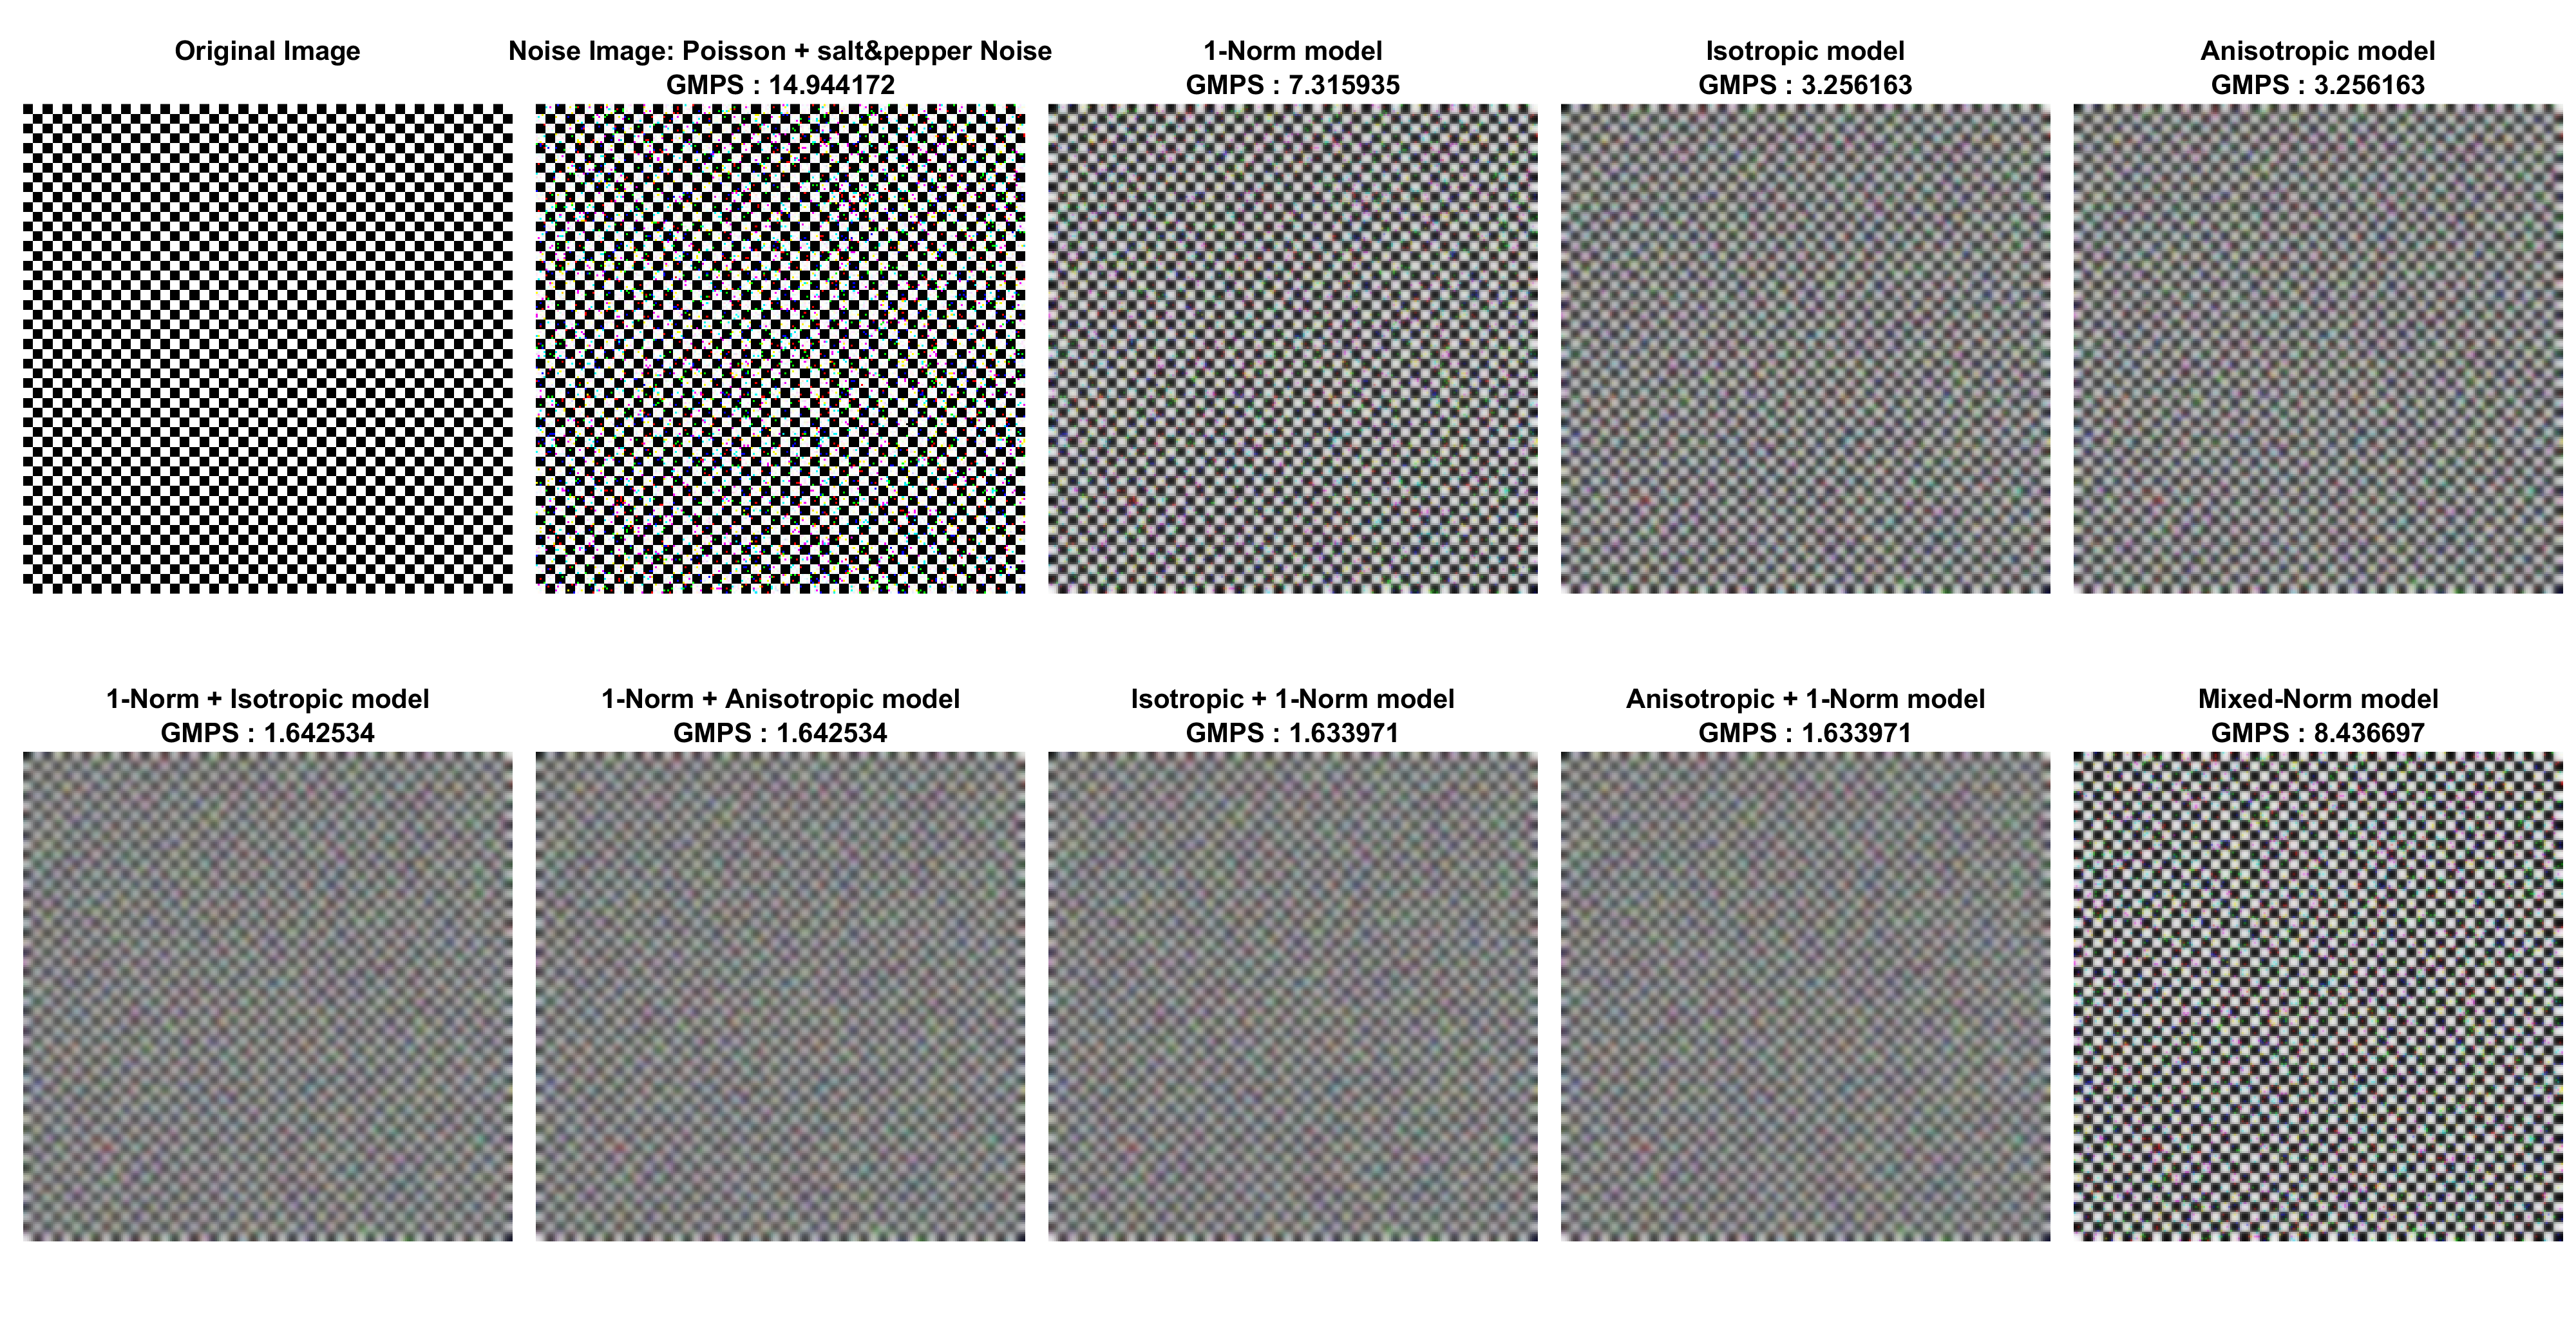 Original Image
Noise Image: Poisson + salt&pepper Noise
GMPS : 14.944172
1-Norm model
GMPS : 7.315935
Isotropic model
GMPS : 3.256163
Anisotropic model
GMPS : 3.256163
1-Norm + Isotropic model
GMPS : 1.642534
1-Norm + Anisotropic model
GMPS : 1.642534
Isotropic + 1-Norm model
GMPS : 1.633971
Anisotropic + 1-Norm model
GMPS : 1.633971
Mixed-Norm model
GMPS : 8.436697